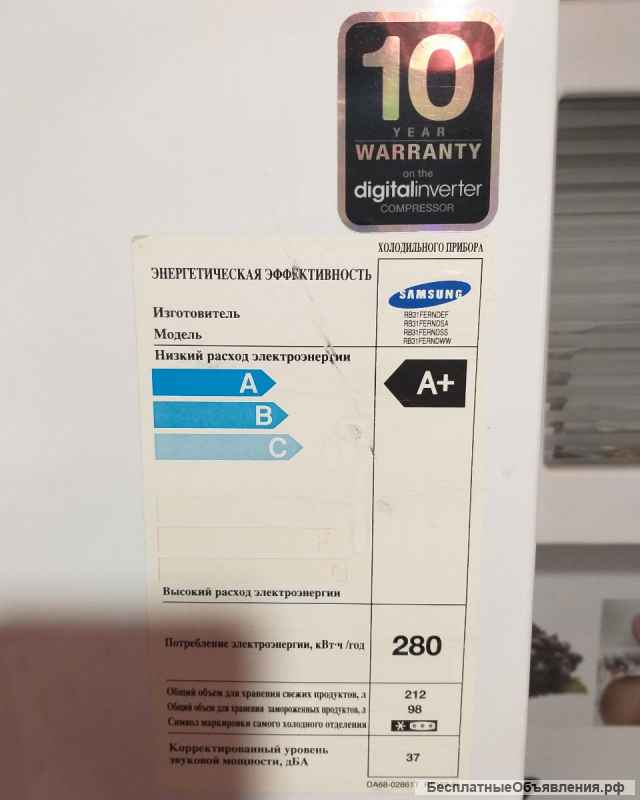 10
YEAR
WARRANTY
on the
digitalinverter
COMPRESSOR
ХОЛОДИЛЬНОГО ПРИБОРА
ЭНЕРГЕТИЧЕСКАЯ ЭФФЕКТИВНОСТЬ
SAMSUNG
Изготовитель
Модель
RB31FERNDEF
RB31FERNDSA
RB31FERNDSS
RB31FERNDWW
Низкий расход электроэнергии
A
A+
B
C
Высокий расход электроэнергии
Потребление электроэнергии, кВт·ч /год 280
Общий объем для хранения свежих продуктов, л 212
Общий объем для хранения замороженных продуктов, л 98
Символ маркировки самого холодного отделения
Корректированный уровень
звуковой мощности, дБА 37
БесплатныеОбъявления.рф